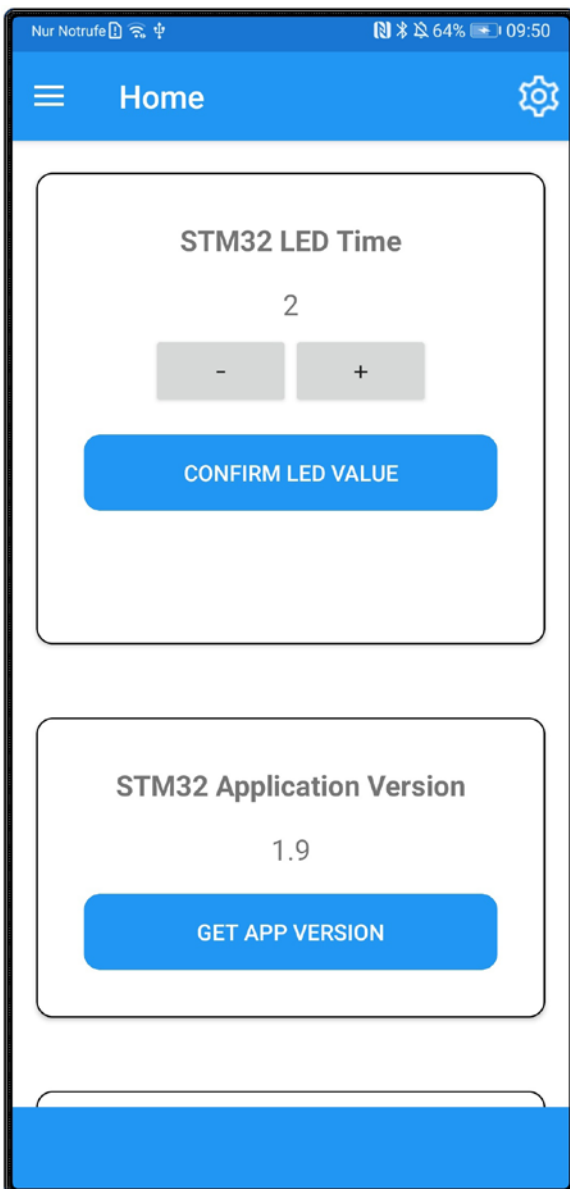 Nur Notrufe 64% 09:50
Home
STM32 LED Time
2
- +
CONFIRM LED VALUE
STM32 Application Version
1.9
GET APP VERSION